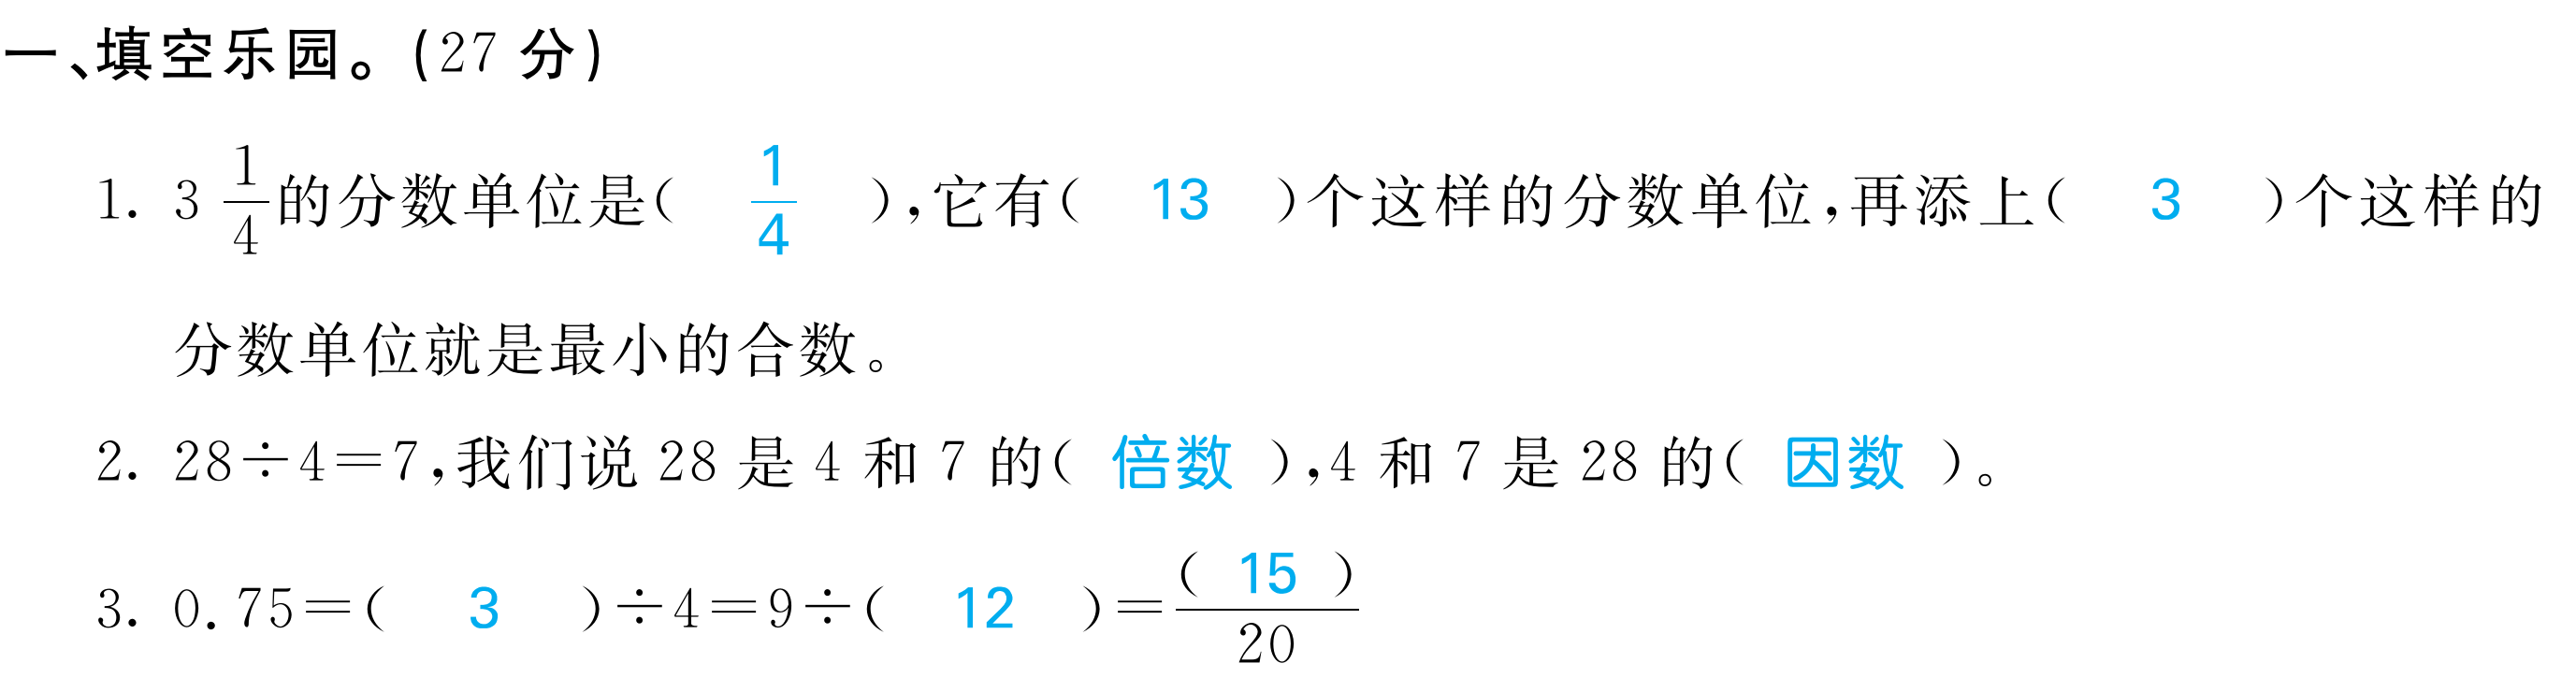 一、填空乐园。(27 分)
1. 3 1/4 的分数单位是( 1/4 ),它有( 13 )个这样的分数单位,再添上( 3 )个这样的
分数单位就是最小的合数。
2. 28÷4=7,我们说 28 是 4 和 7 的( 倍数 ),4 和 7 是 28 的( 因数 )。
3. 0.75=( 3 )÷4=9÷( 12 )=( 15 )/20